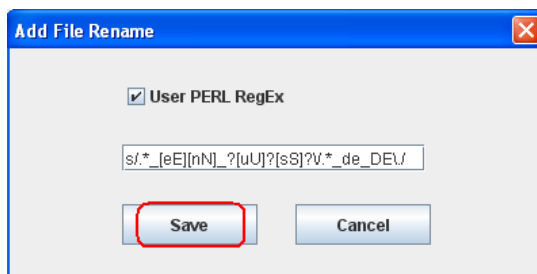 Add File Rename
User PERL RegEx
s/.*_[eE][nN]_?[uU]?[sS]?\/.*_de_DE\./
Save
Cancel